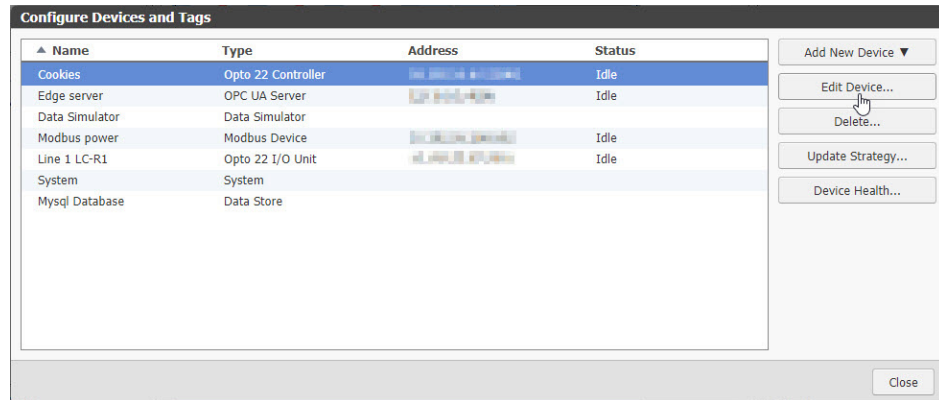 Configure Devices and Tags
▲ Name Type Address Status
Cookies Opto 22 Controller Idle
Edge server OPC UA Server Idle
Data Simulator Data Simulator
Modbus power Modbus Device Idle
Line 1 LC-R1 Opto 22 I/O Unit Idle
System System
Mysql Database Data Store
Add New Device ▼
Edit Device...
Delete...
Update Strategy...
Device Health...
Close